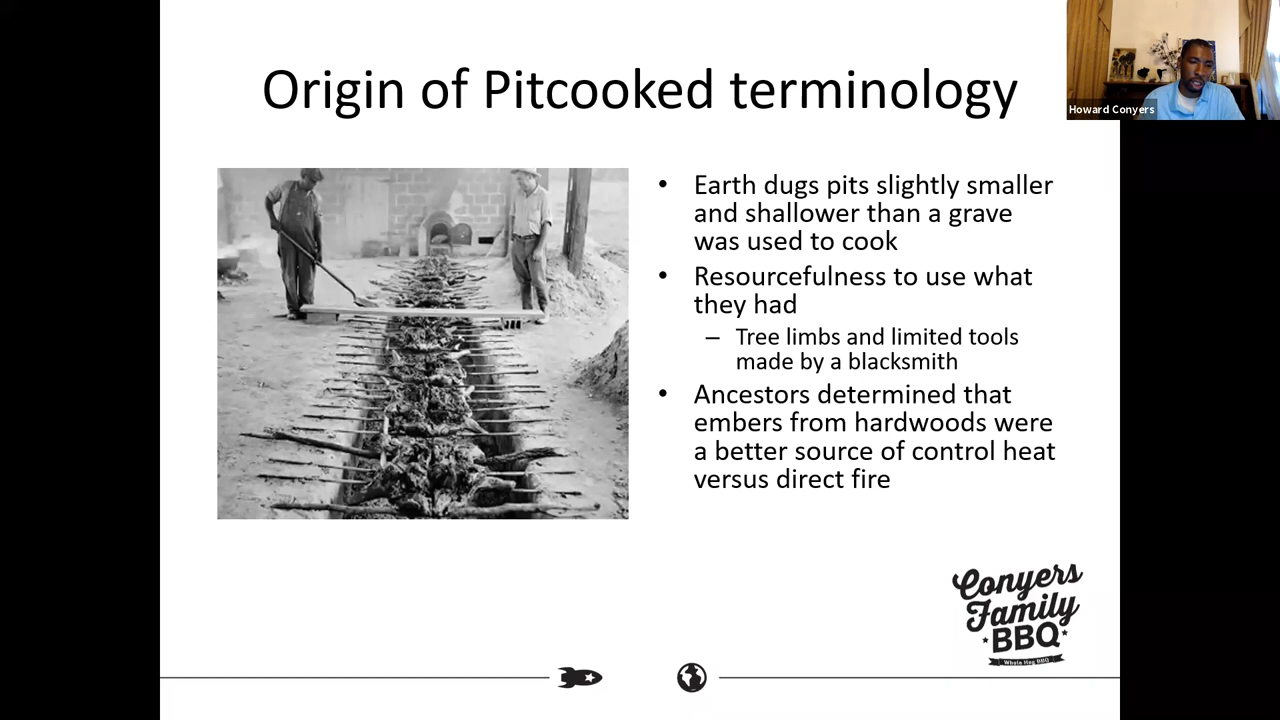 Origin of Pitcooked terminology
Howard Conyers
• Earth dugs pits slightly smaller
and shallower than a grave
was used to cook
• Resourcefulness to use what
they had
– Tree limbs and limited tools
made by a blacksmith
• Ancestors determined that
embers from hardwoods were
a better source of control heat
versus direct fire
Conyers
Family
BBQ
Whole Hog BBQ